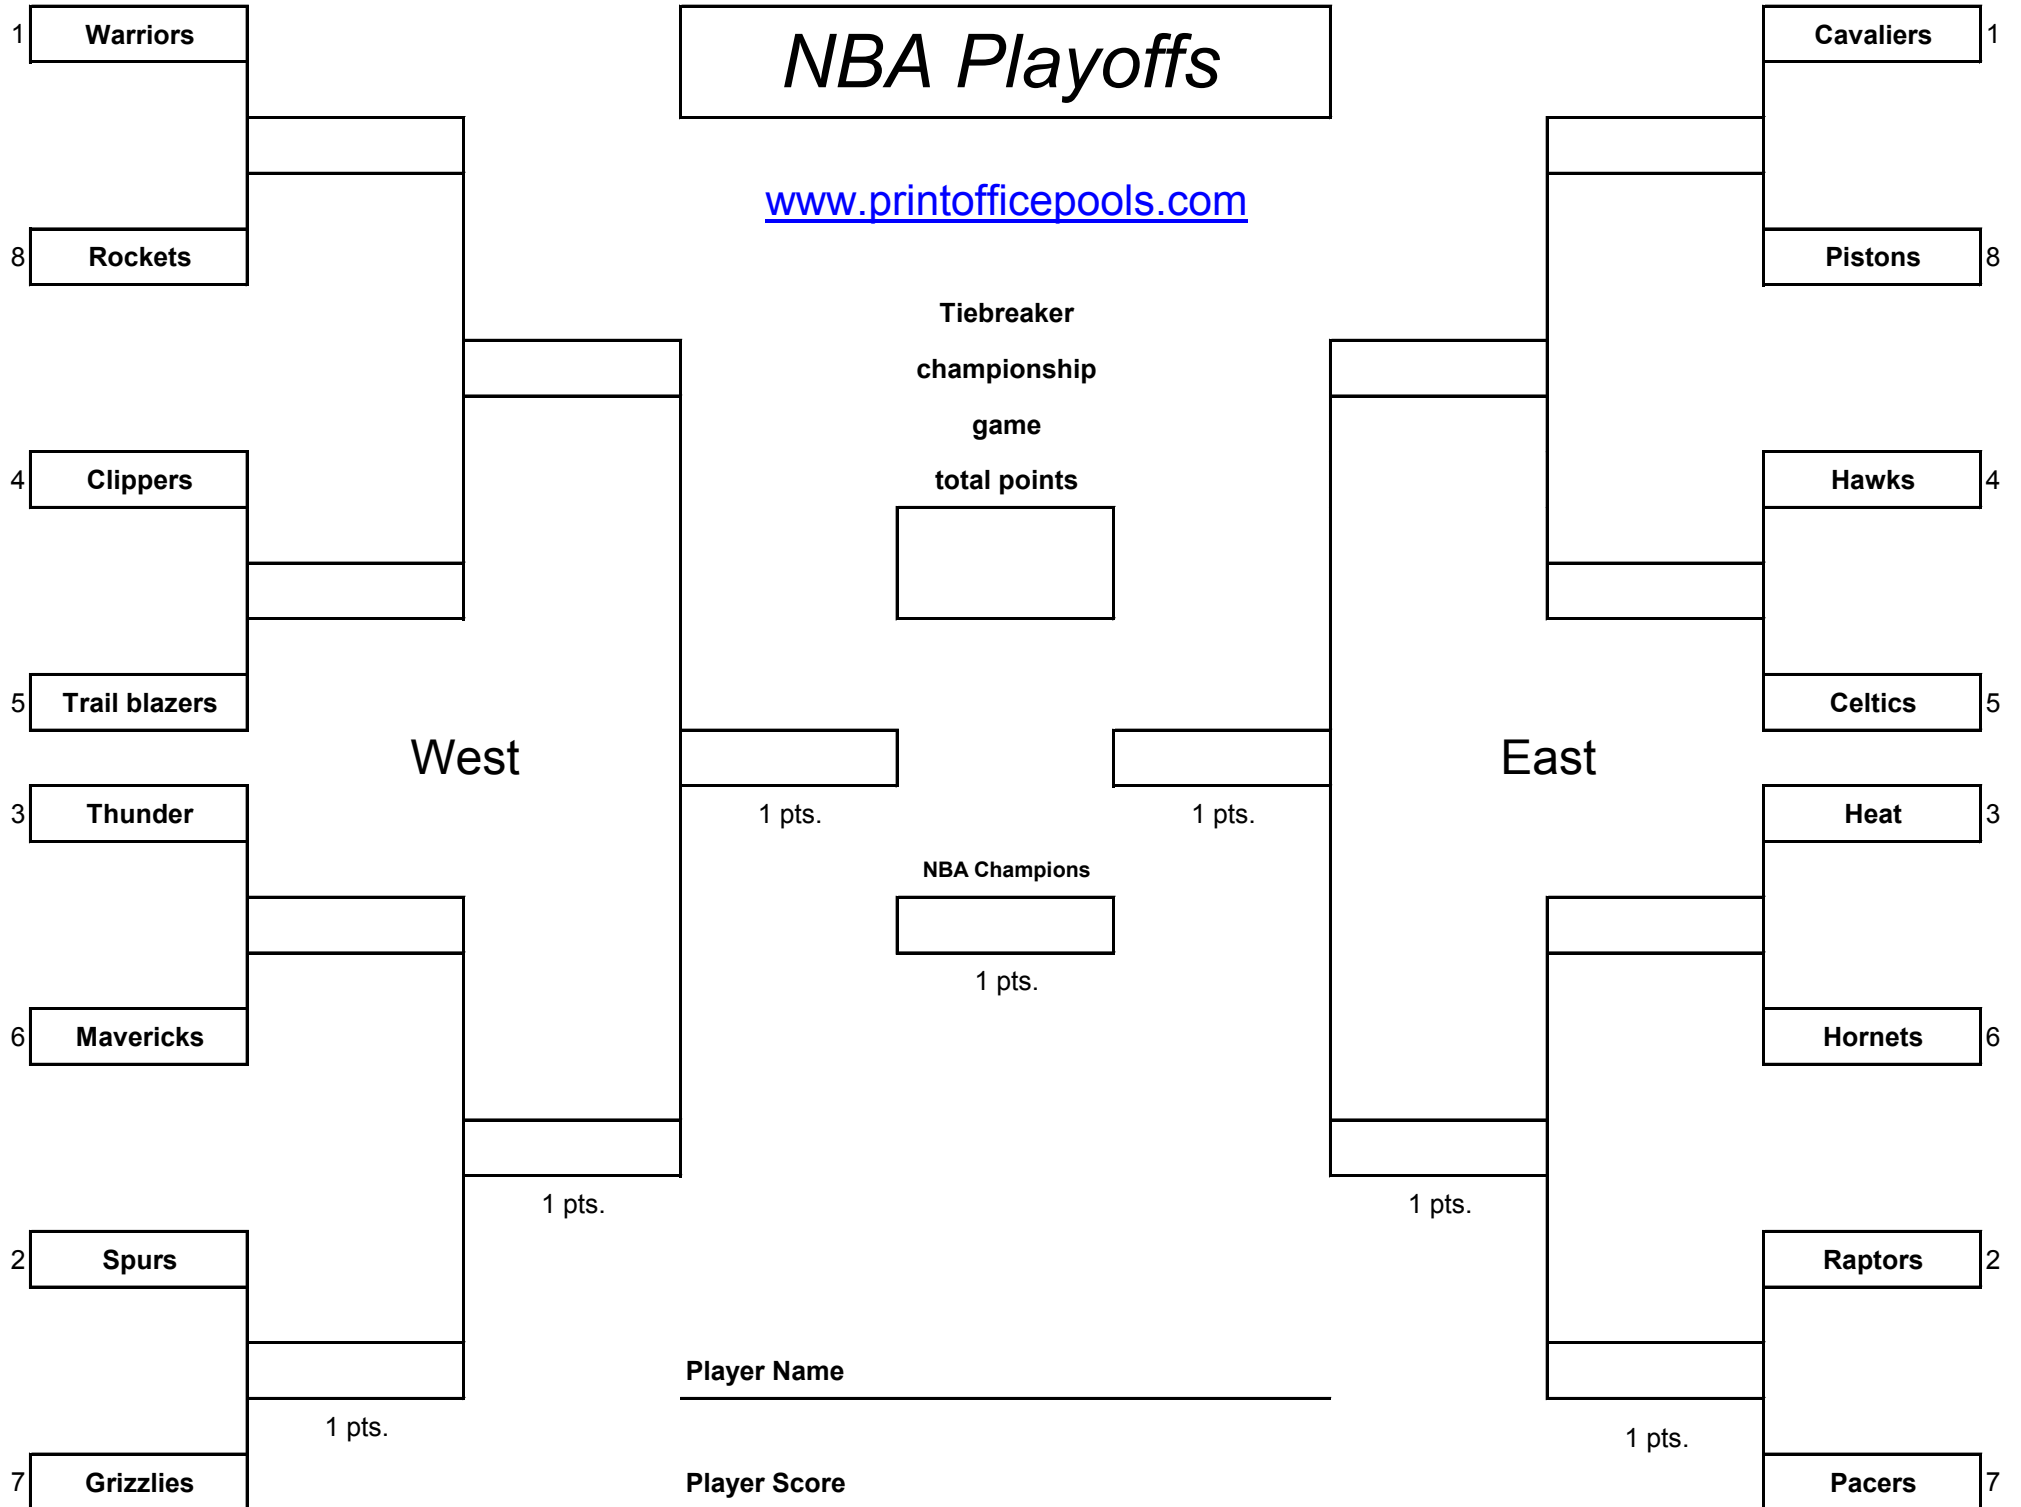 1 Warriors
NBA Playoffs
Cavaliers 1
www.printofficepools.com
8 Rockets
Pistons 8
Tiebreaker
championship
game
4 Clippers
total points
Hawks 4
5 Trail blazers
Celtics 5
West
East
3 Thunder
1 pts.
1 pts.
Heat 3
NBA Champions
1 pts.
6 Mavericks
Hornets 6
1 pts.
1 pts.
2 Spurs
Raptors 2
Player Name
1 pts.
1 pts.
7 Grizzlies
Player Score
Pacers 7